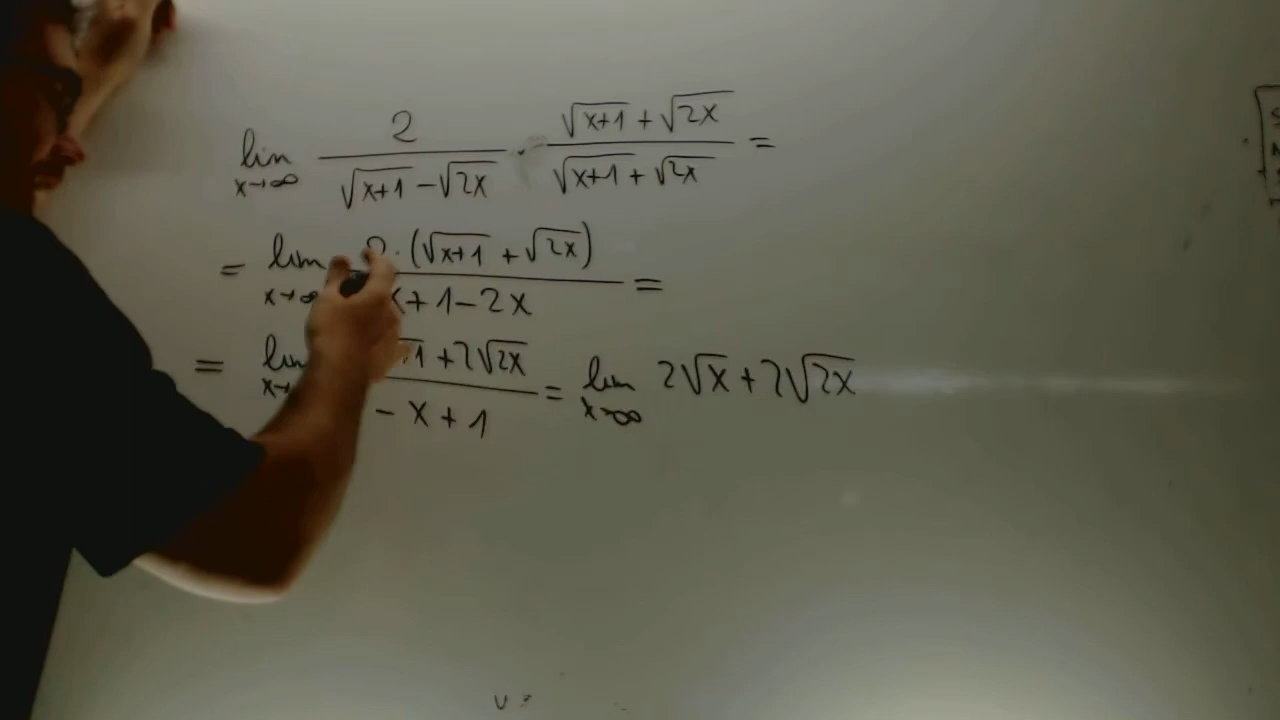 lim x→∞ 2 / (√(x+1) − √(2x)) · (√(x+1) + √(2x)) / (√(x+1) + √(2x)) =
= lim x→∞ 2 · (√(x+1) + √(2x)) / (x+1−2x) =
= lim x→ 1 + 2√(2x) / (−x+1) = lim x→∞ 2√x + 2√(2x)